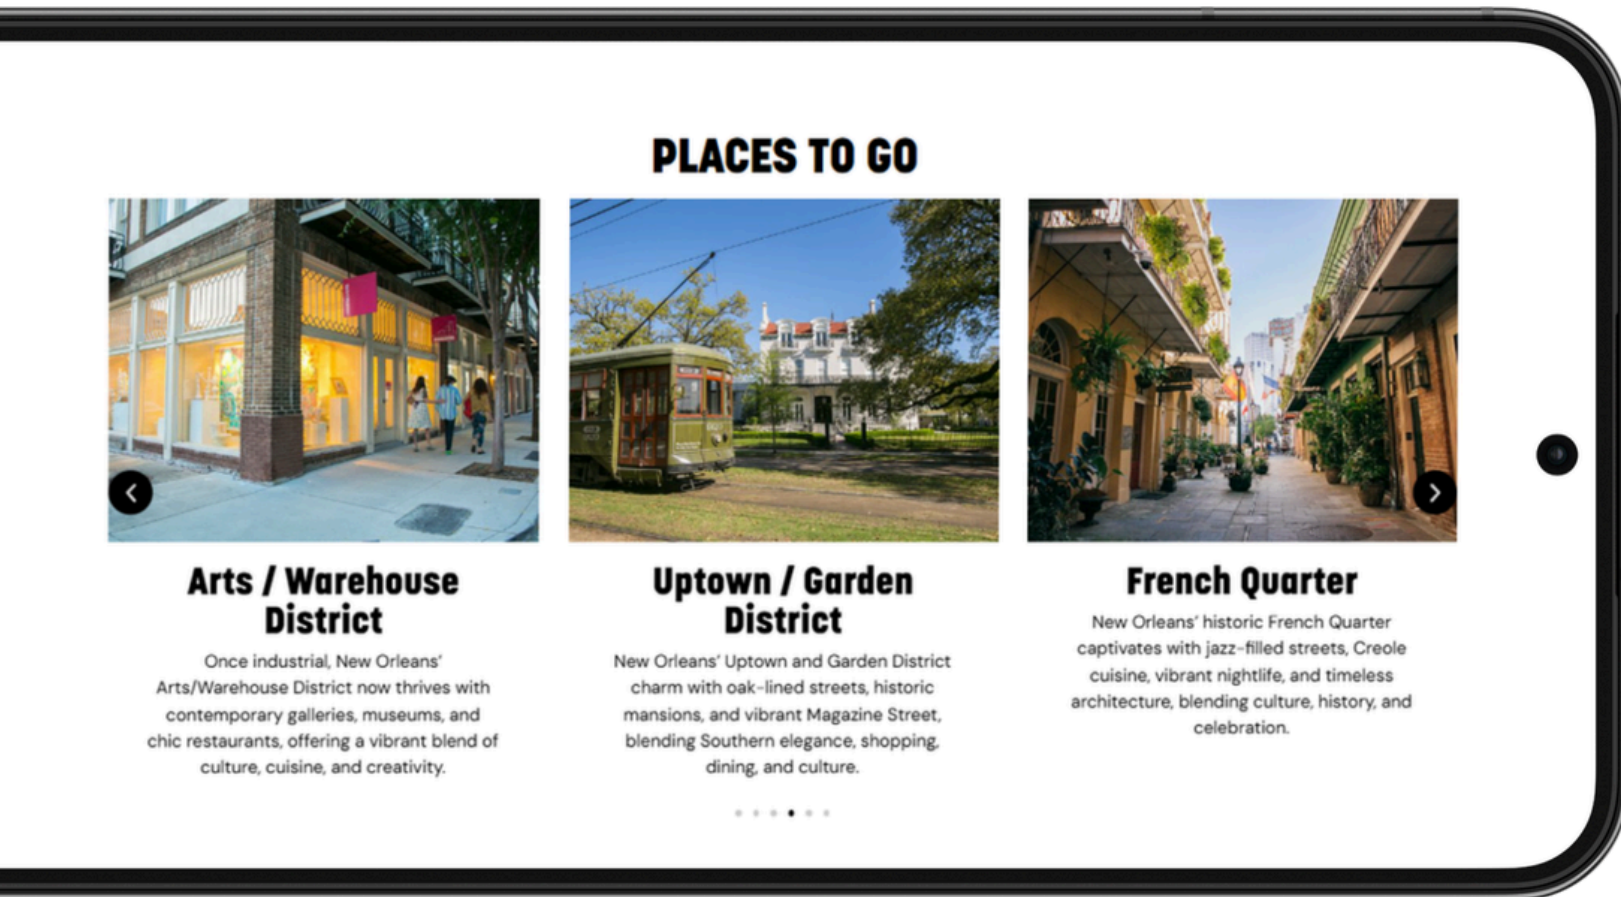 PLACES TO GO
Arts / Warehouse
District
Once industrial, New Orleans'
Arts/Warehouse District now thrives with
contemporary galleries, museums, and
chic restaurants, offering a vibrant blend of
culture, cuisine, and creativity.
Uptown / Garden
District
New Orleans' Uptown and Garden District
charm with oak-lined streets, historic
mansions, and vibrant Magazine Street,
blending Southern elegance, shopping,
dining, and culture.
French Quarter
New Orleans' historic French Quarter
captivates with jazz-filled streets, Creole
cuisine, vibrant nightlife, and timeless
architecture, blending culture, history, and
celebration.